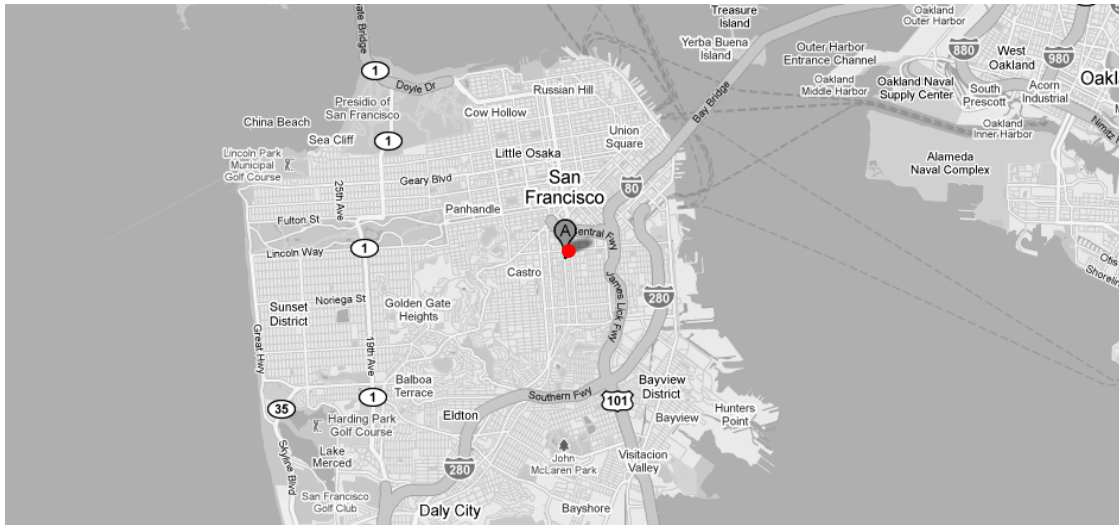 Treasure
Island
Yerba Buena
Island
Oakland
Outer Harbor
Outer Harbor
Entrance Channel
880
West
Oakland
980
ate Bridge
1
Doyle Dr
Presidio of
San Francisco
Russian Hill
Cow Hollow
Bay Bridge
Oakland
Middle Harbor
Oakland Naval
Supply Center
South
Prescott
Acorn
Industrial
Oakl
Nimitz
China Beach
Sea Cliff
1
Union
Square
Oakland
Inner Harbor
Lincoln Park
Municipal
Golf Course
Little Osaka
Geary Blvd
25th Ave
San
Francisco
80
Alameda
Naval Complex
Fulton St
Panhandle
Lincoln Way
1
A
Central Fwy
Castro
James Lick Fwy
280
Otis
Shorelin
Sunset
District
Noriega St
Golden Gate
Heights
Great Hwy
19th Ave
Balboa
Terrace
Southern Fwy
Bayview
District
35
1
101
Harding Park
Golf Course
Eldton
Bayview
Hunters
Point
Skyline Blvd
Lake
Merced
280
John
McLaren Park
Visitacion
Valley
San Francisco
Golf Club
Daly City
Bayshore